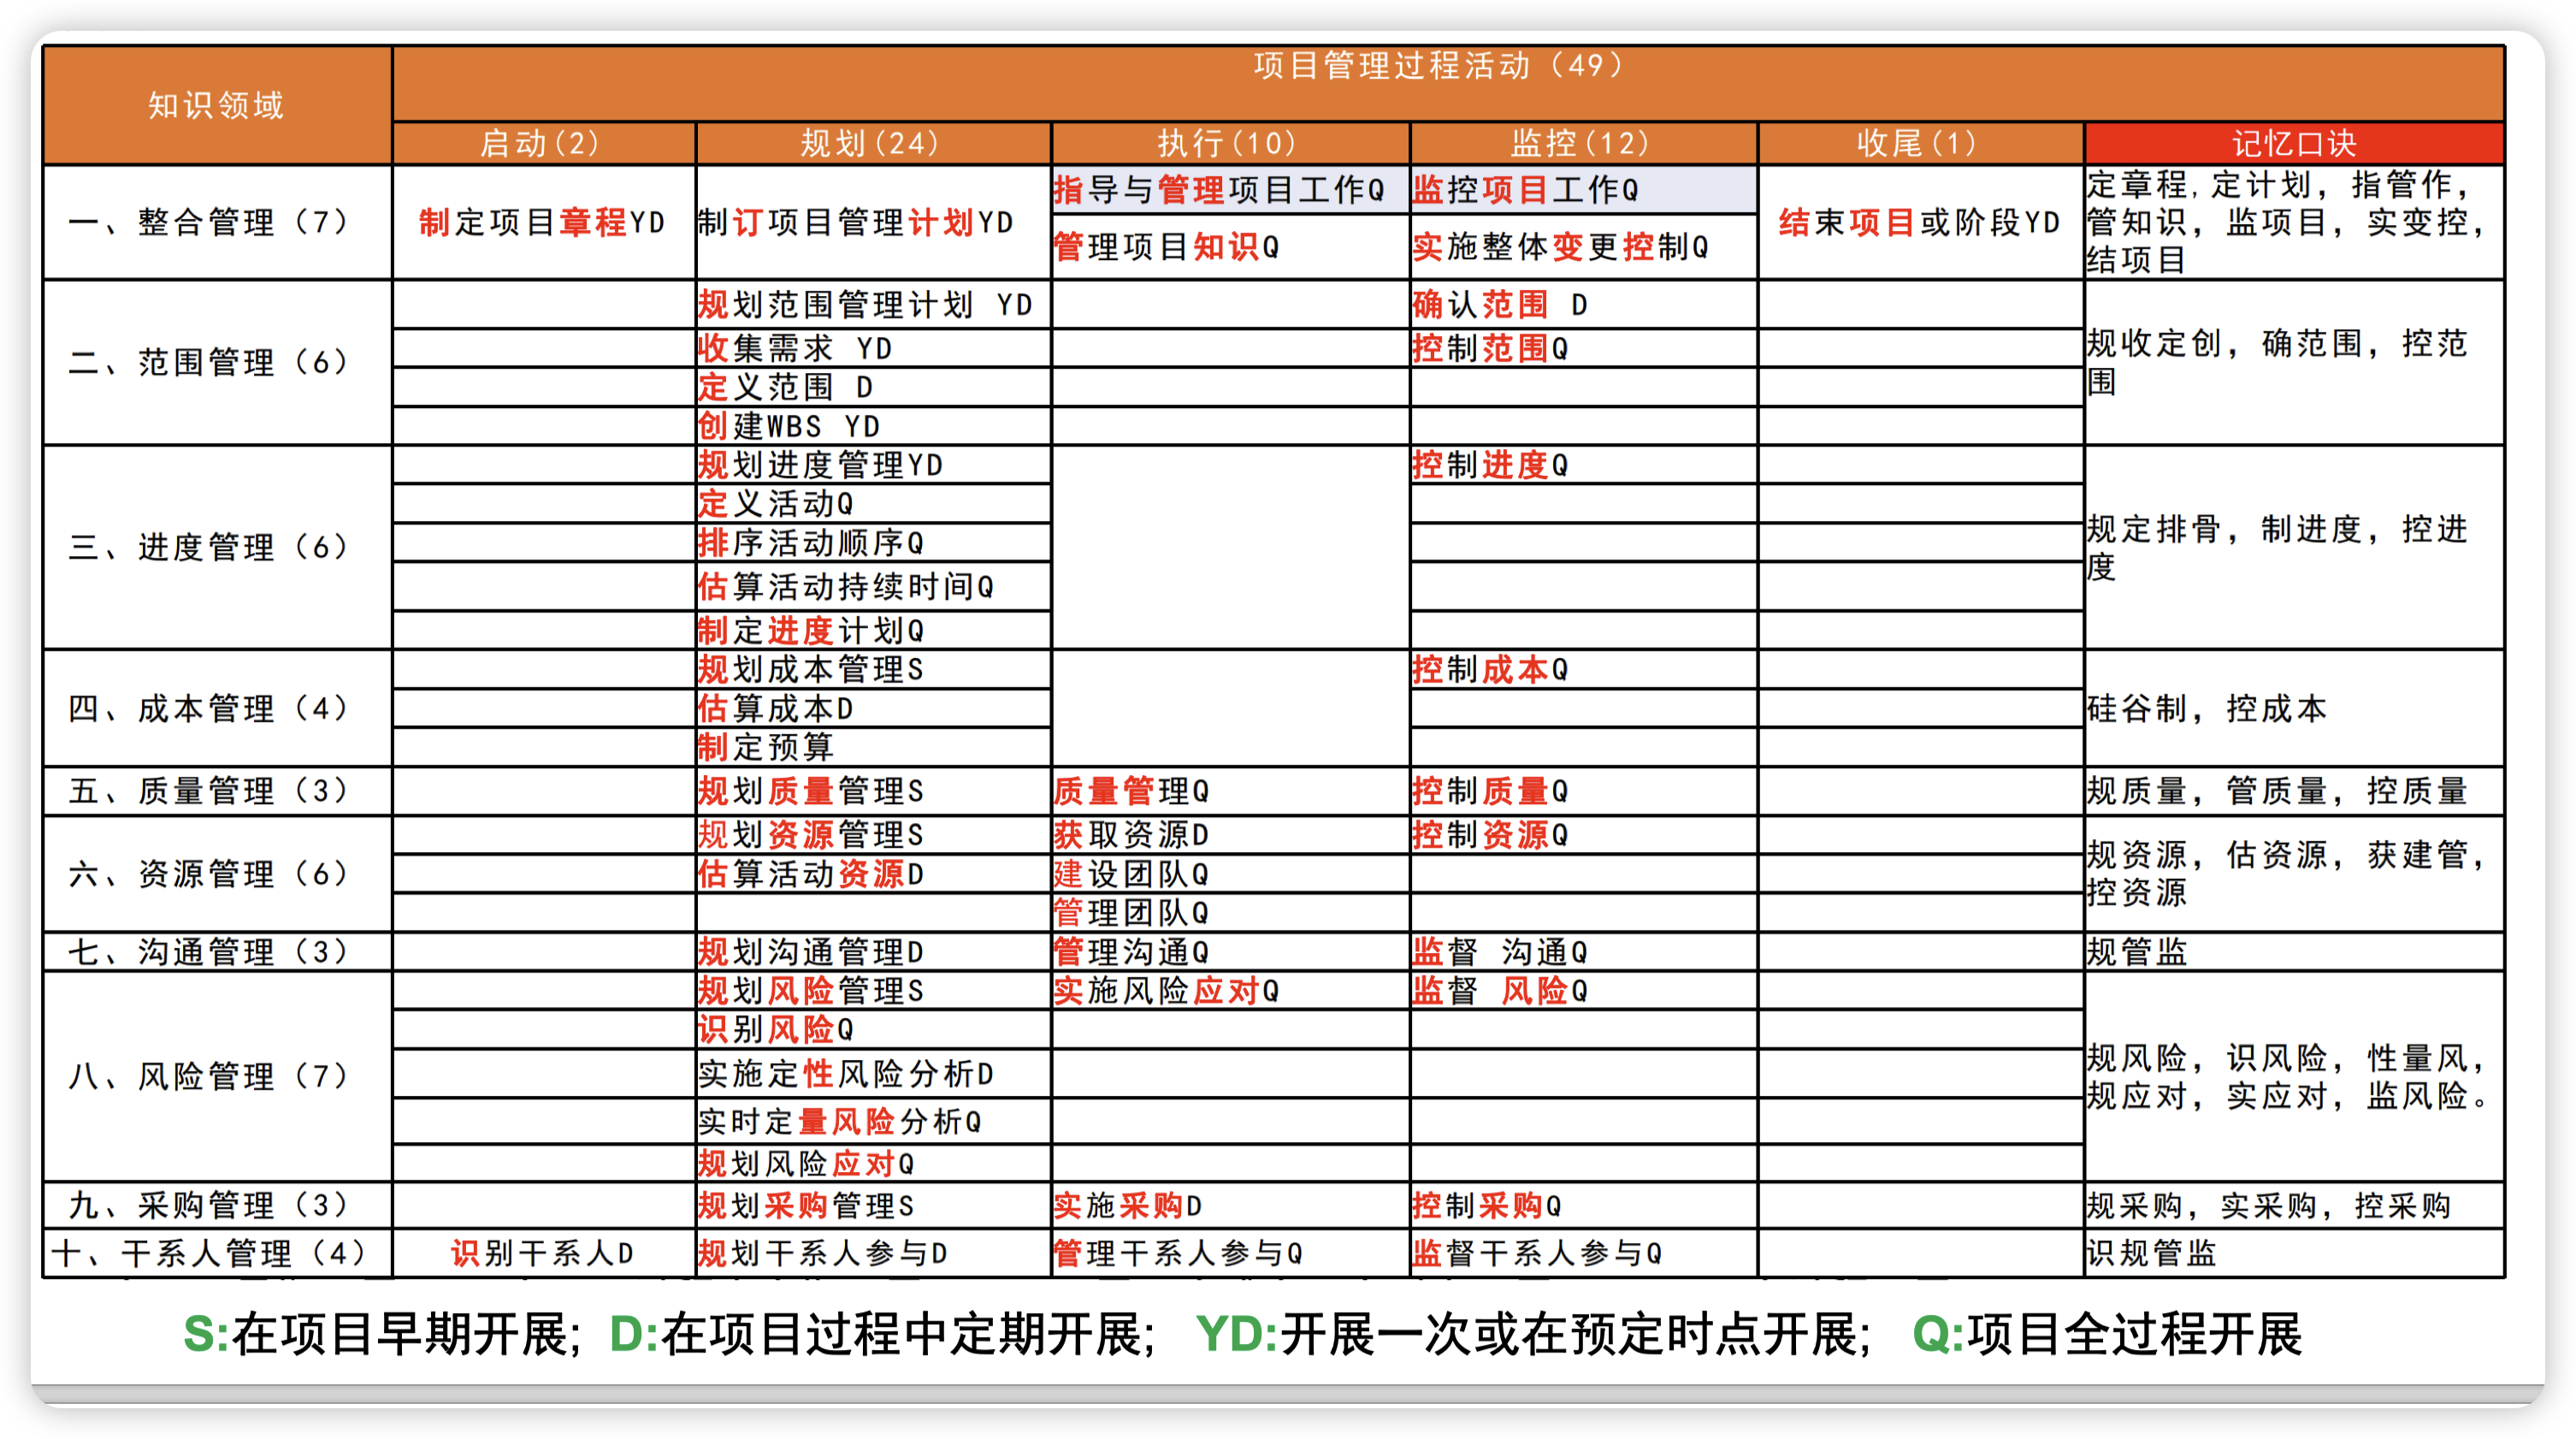 知识领域
项目管理过程活动（49）
启动(2)
规划(24)
执行(10)
监控(12)
收尾(1)
记忆口诀
一、整合管理（7）
制定项目章程YD
制订项目管理计划YD
指导与管理项目工作Q
监控项目工作Q
管理项目知识Q
实施整体变更控制Q
结束项目或阶段YD
定章程,定计划，指管作，
管知识，监项目，实变控，
结项目
二、范围管理（6）
规划范围管理计划 YD
确认范围 D
收集需求 YD
控制范围Q
定义范围 D
创建WBS YD
规收定创，确范围，控范
围
三、进度管理（6）
规划进度管理YD
控制进度Q
定义活动Q
排序活动顺序Q
估算活动持续时间Q
制定进度计划Q
规定排骨，制进度，控进
度
四、成本管理（4）
规划成本管理S
控制成本Q
估算成本D
制定预算
硅谷制，控成本
五、质量管理（3）
规划质量管理S
质量管理Q
控制质量Q
规质量，管质量，控质量
六、资源管理（6）
规划资源管理S
获取资源D
控制资源Q
估算活动资源D
建设团队Q
管理团队Q
规资源，估资源，获建管，
控资源
七、沟通管理（3）
规划沟通管理D
管理沟通Q
监督 沟通Q
规管监
八、风险管理（7）
规划风险管理S
实施风险应对Q
监督 风险Q
识别风险Q
实施定性风险分析D
实时定量风险分析Q
规划风险应对Q
规风险，识风险，性量风，
规应对，实应对，监风险。
九、采购管理（3）
规划采购管理S
实施采购D
控制采购Q
规采购，实采购，控采购
十、干系人管理（4）
识别干系人D
规划干系人参与D
管理干系人参与Q
监督干系人参与Q
识规管监
S:在项目早期开展; D:在项目过程中定期开展; YD:开展一次或在预定时点开展; Q:项目全过程开展